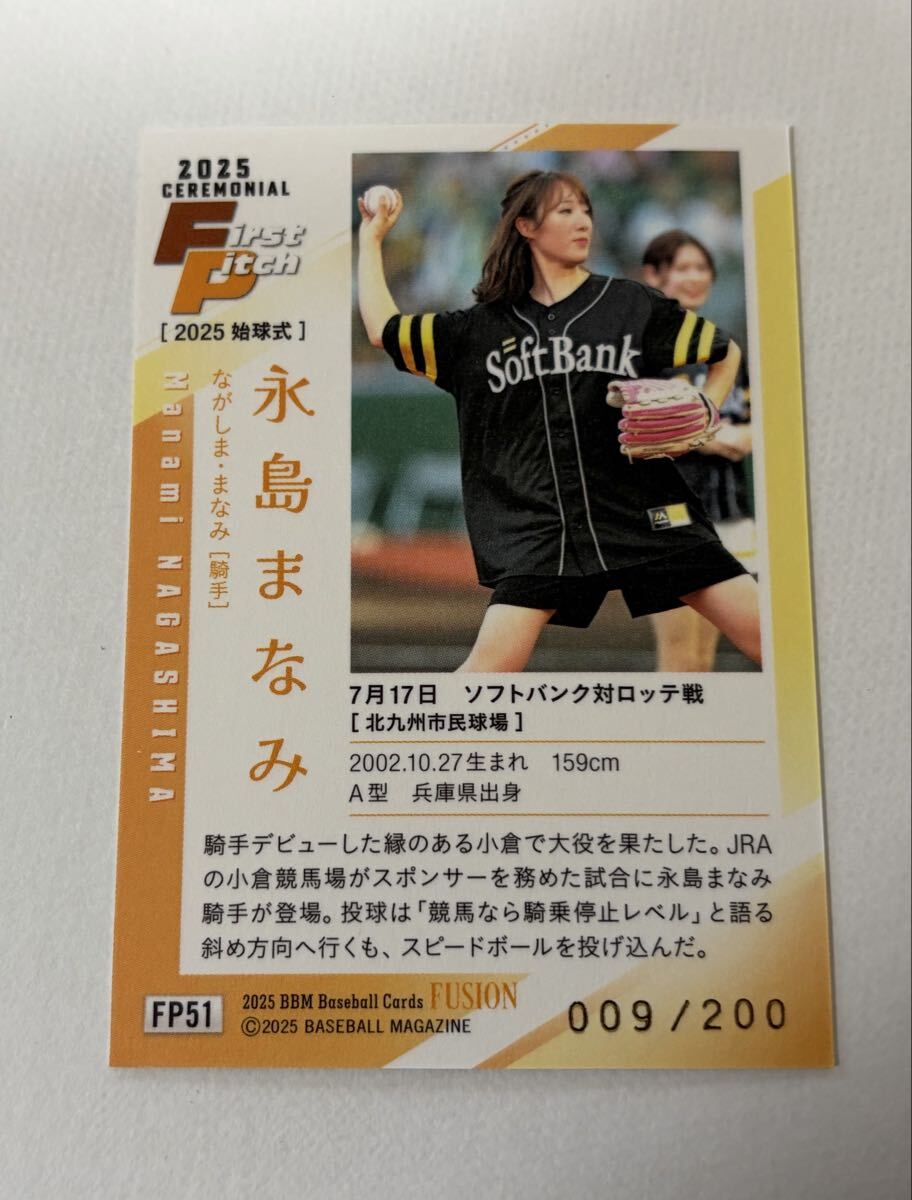 2025
CEREMONIAL
First
Pitch
[ 2025 始球式 ]
永島まなみ
ながしま・まなみ［騎手］
Manami NAGASHIMA
SoftBank
7月17日　ソフトバンク対ロッテ戦
[ 北九州市民球場 ]
2002.10.27生まれ　159cm
A型　兵庫県出身
騎手デビューした縁のある小倉で大役を果たした。JRA
の小倉競馬場がスポンサーを務めた試合に永島まなみ
騎手が登場。投球は「競馬なら騎乗停止レベル」と語る
斜め方向へ行くも、スピードボールを投げ込んだ。
FP51
2025 BBM Baseball Cards FUSION
©2025 BASEBALL MAGAZINE
009/200